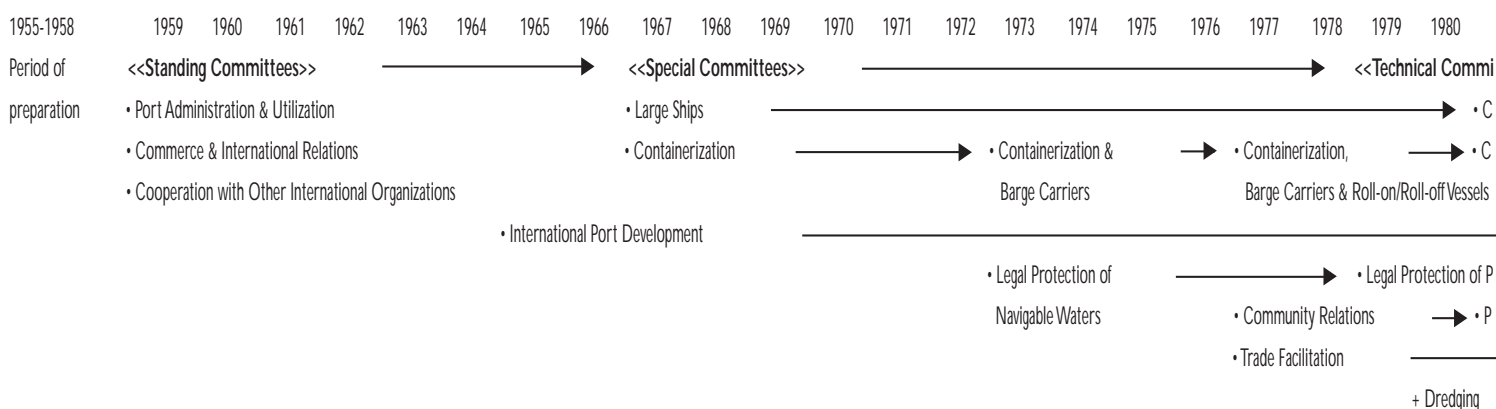 1955-1958 1959 1960 1961 1962 1963 1964 1965 1966 1967 1968 1969 1970 1971 1972 1973 1974 1975 1976 1977 1978 1979 1980
Period of <<Standing Committees>> <<Special Committees>> <<Technical Commi
preparation • Port Administration & Utilization • Large Ships • C
• Commerce & International Relations • Containerization • Containerization & • Containerization, • C
• Cooperation with Other International Organizations Barge Carriers Barge Carriers & Roll-on/Roll-off Vessels
• International Port Development
• Legal Protection of • Legal Protection of P
Navigable Waters • Community Relations • P
• Trade Facilitation
+ Dredging